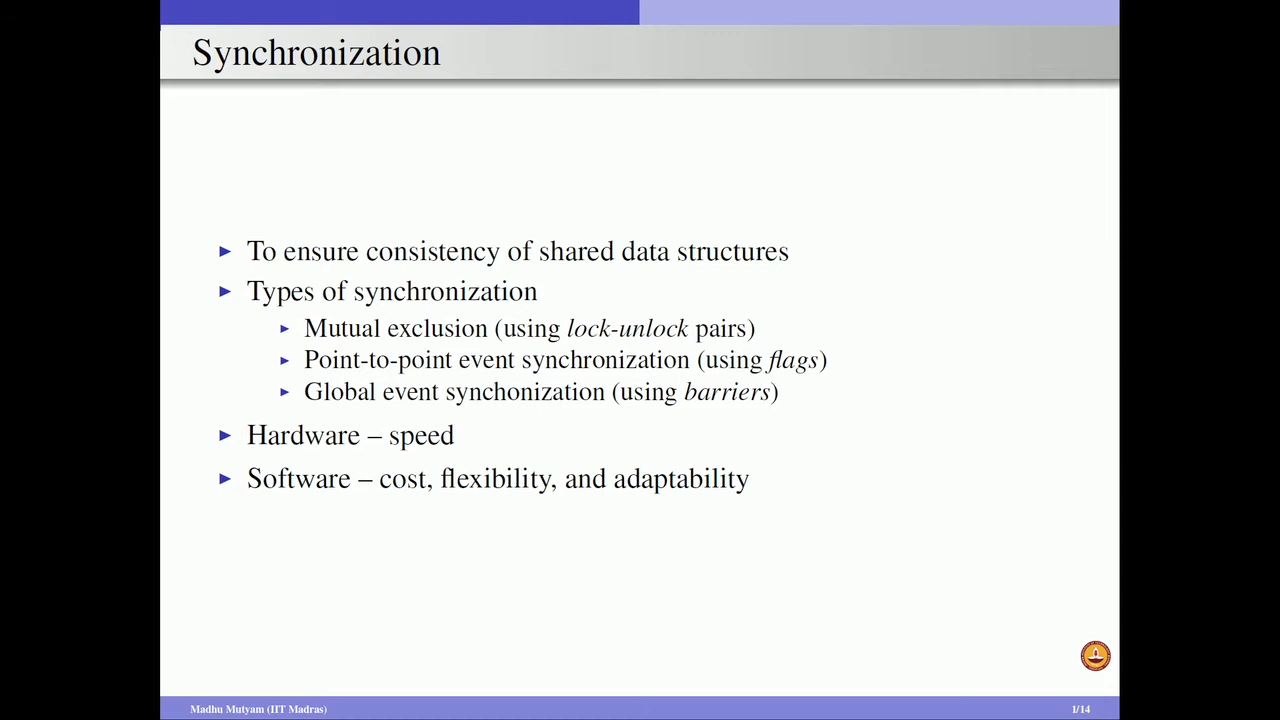 Synchronization
To ensure consistency of shared data structures
Types of synchronization
Mutual exclusion (using lock-unlock pairs)
Point-to-point event synchronization (using flags)
Global event synchonization (using barriers)
Hardware – speed
Software – cost, flexibility, and adaptability
Madhu Mutyam (IIT Madras)
1/14